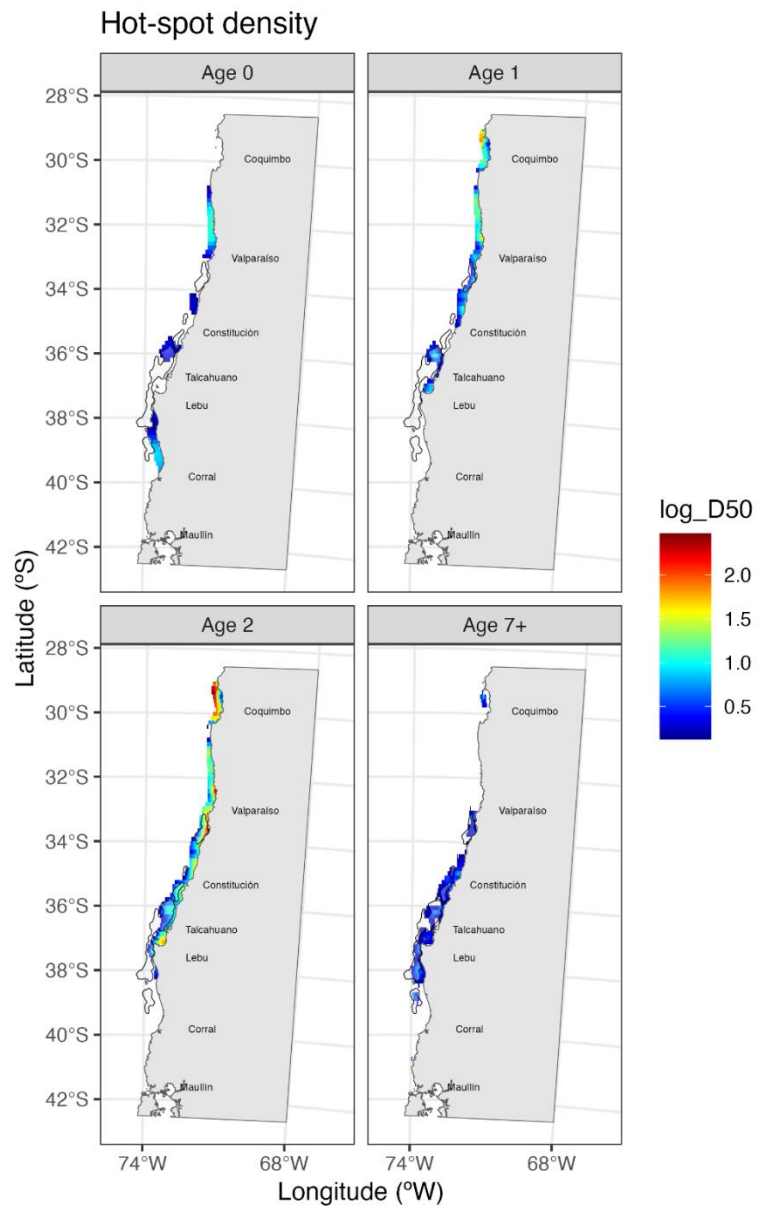 Hot-spot density
Age 0
Age 1
28°S
30°S
32°S
34°S
36°S
38°S
40°S
42°S
Coquimbo
Valparaíso
Constitución
Talcahuano
Lebu
Corral
Maullín
Coquimbo
Valparaíso
Constitución
Talcahuano
Lebu
Corral
Maullín
Age 2
Age 7+
28°S
30°S
32°S
34°S
36°S
38°S
40°S
42°S
Coquimbo
Valparaíso
Constitución
Talcahuano
Lebu
Corral
Maullín
Coquimbo
Valparaíso
Constitución
Talcahuano
Lebu
Corral
Maullín
74°W
68°W
74°W
68°W
Longitude (ºW)
Latitude (ºS)
log_D50
2.0
1.5
1.0
0.5